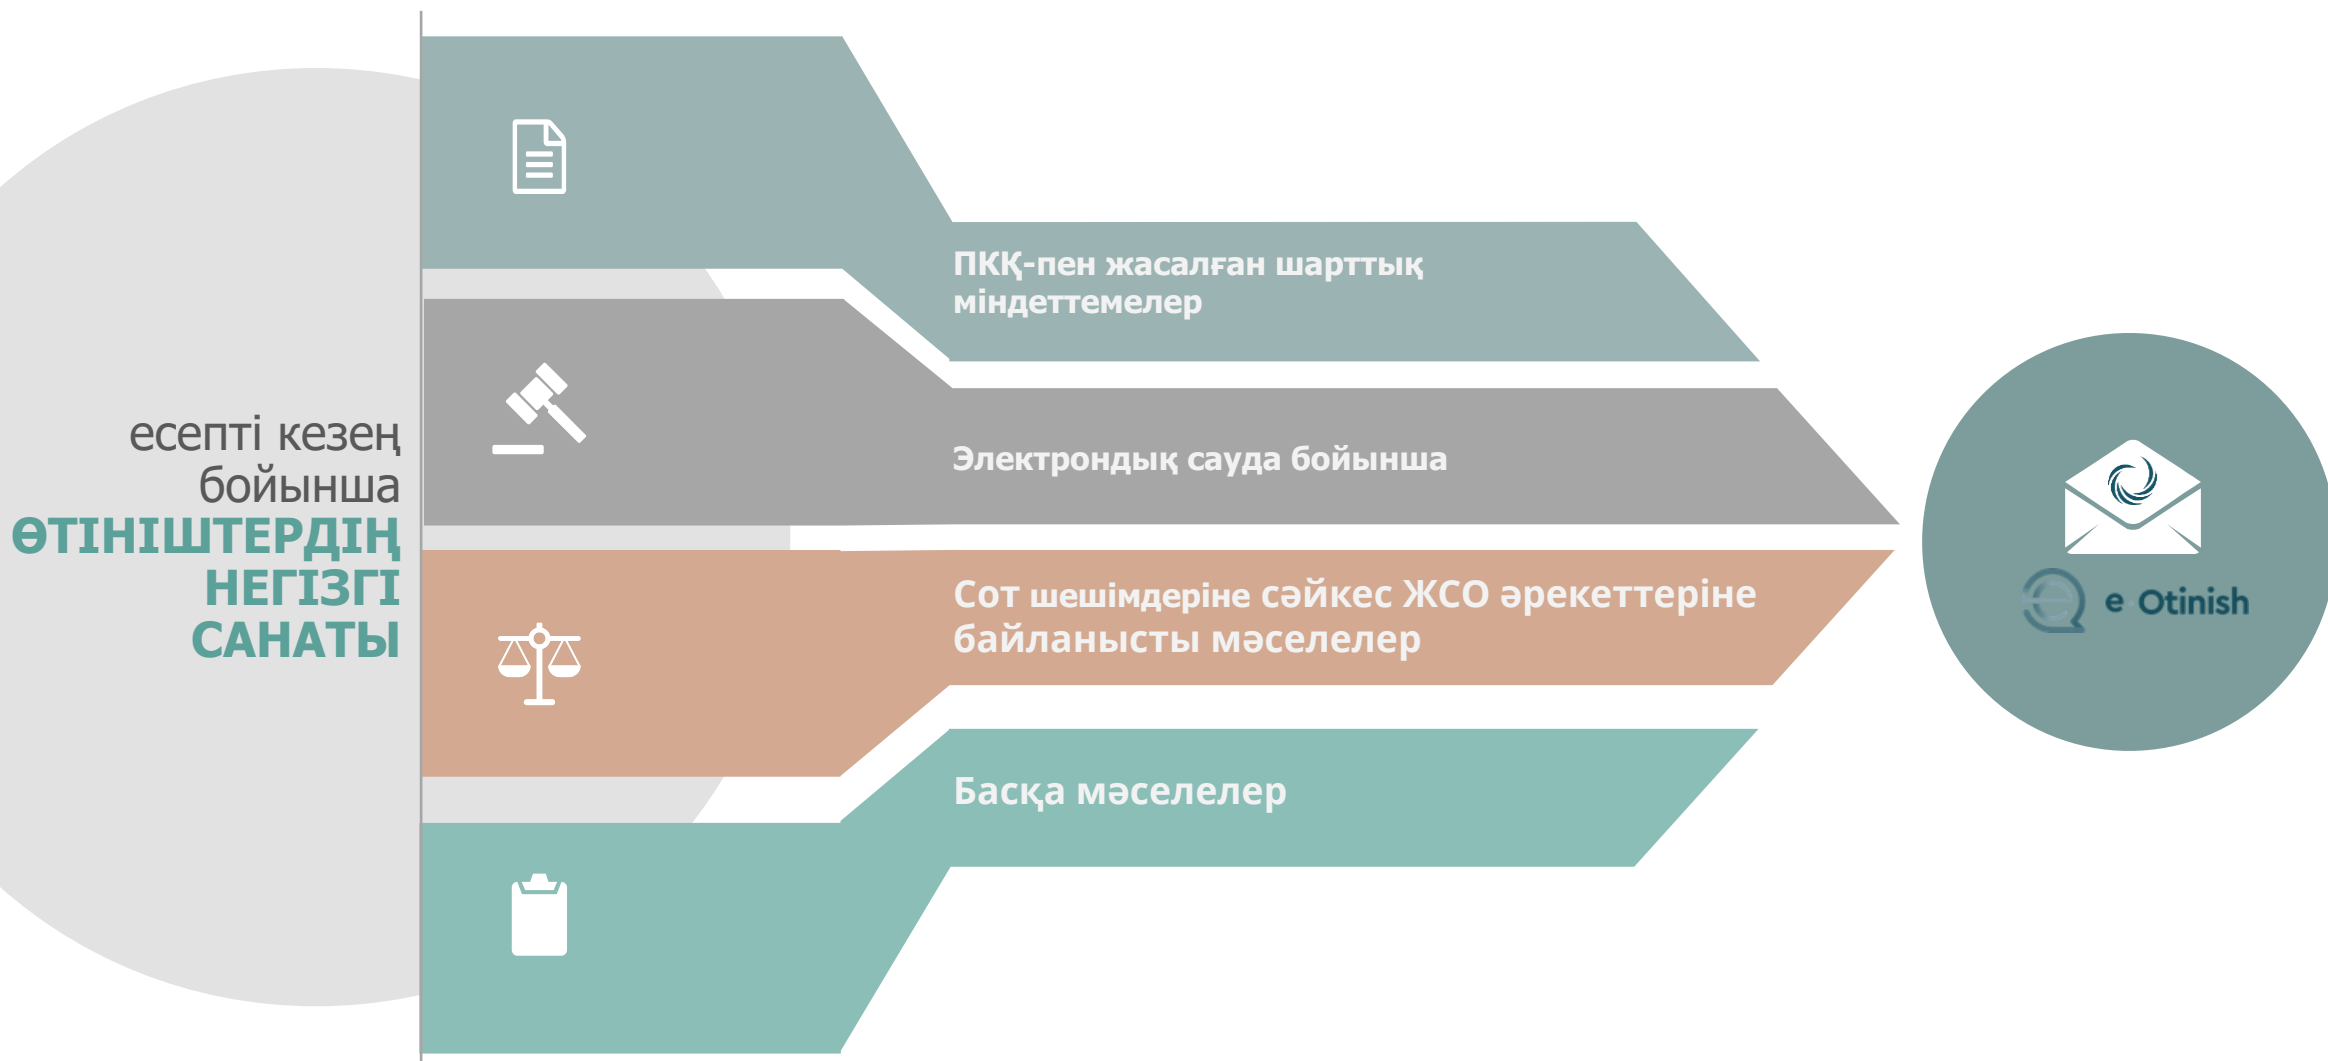 есепті кезең
бойынша
ӨТІНІШТЕРДІҢ
НЕГІЗГІ
САНАТЫ
ПКҚ-пен жасалған шарттық
міндеттемелер
Электрондық сауда бойынша
Сот шешімдеріне сәйкес ЖСО әрекеттеріне
байланысты мәселелер
Басқа мәселелер
e-Otinish